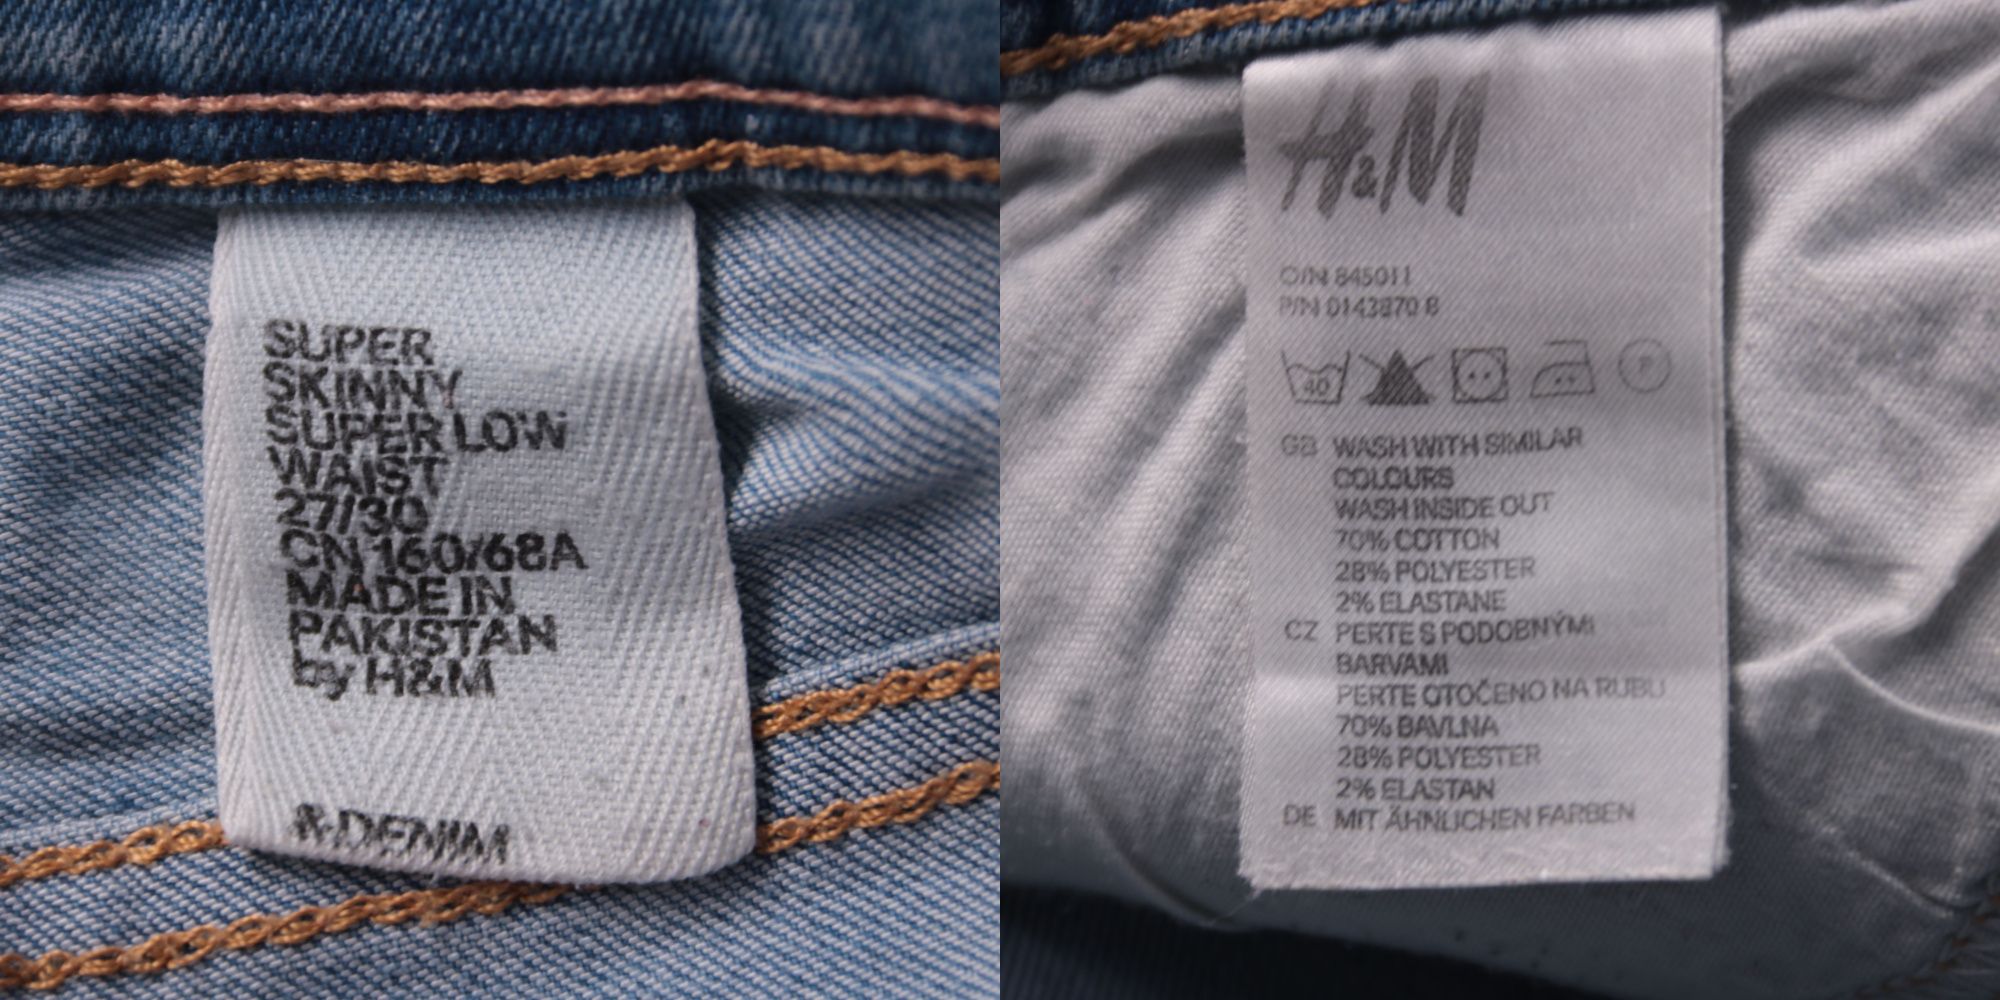 SUPER
SKINNY
SUPER LOW
WAIST
27/30
CN 160/68A
MADE IN
PAKISTAN
by H&M
&DENIM
H&M
O/N 845011
P/N 0143870 8
40
P
GB WASH WITH SIMILAR
COLOURS
WASH INSIDE OUT
70% COTTON
28% POLYESTER
2% ELASTANE
CZ PERTE S PODOBNÝMI
BARVAMI
PERTE OTOČENO NA RUBU
70% BAVLNA
28% POLYESTER
2% ELASTAN
DE MIT ÄHNLICHEN FARBEN